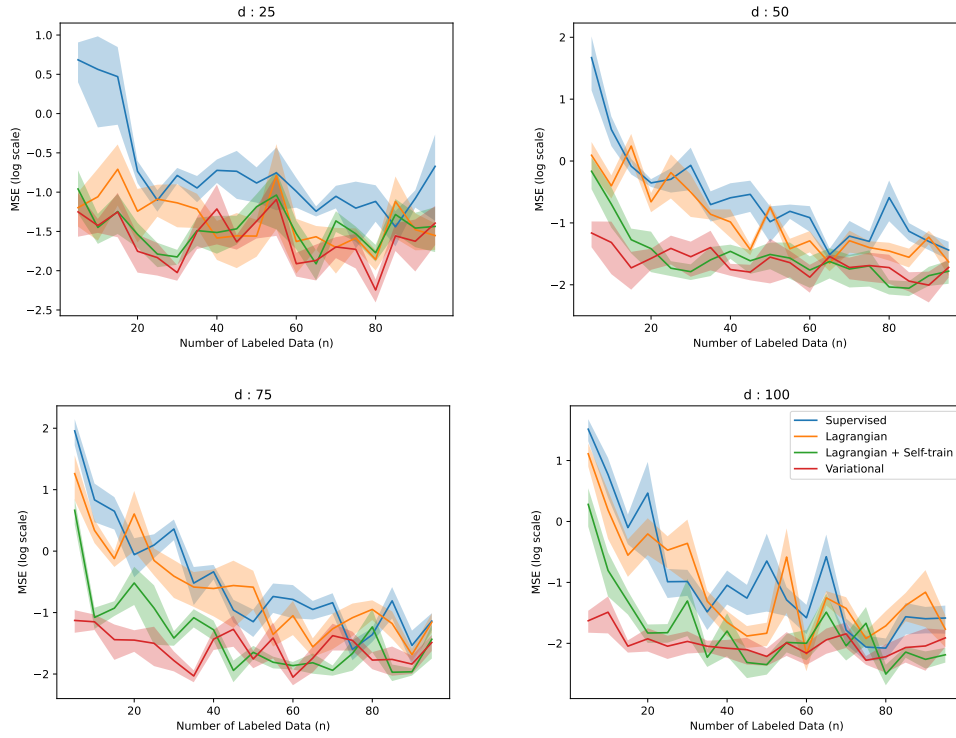 d : 25
1.0
0.5
0.0
−0.5
−1.0
−1.5
−2.0
−2.5
MSE (log scale)
20
40
60
80
Number of Labeled Data (n)
d : 50
2
1
0
−1
−2
MSE (log scale)
20
40
60
80
Number of Labeled Data (n)
d : 75
2
1
0
−1
−2
MSE (log scale)
20
40
60
80
Number of Labeled Data (n)
d : 100
1
0
−1
−2
MSE (log scale)
20
40
60
80
Number of Labeled Data (n)
Supervised
Lagrangian
Lagrangian + Self-train
Variational